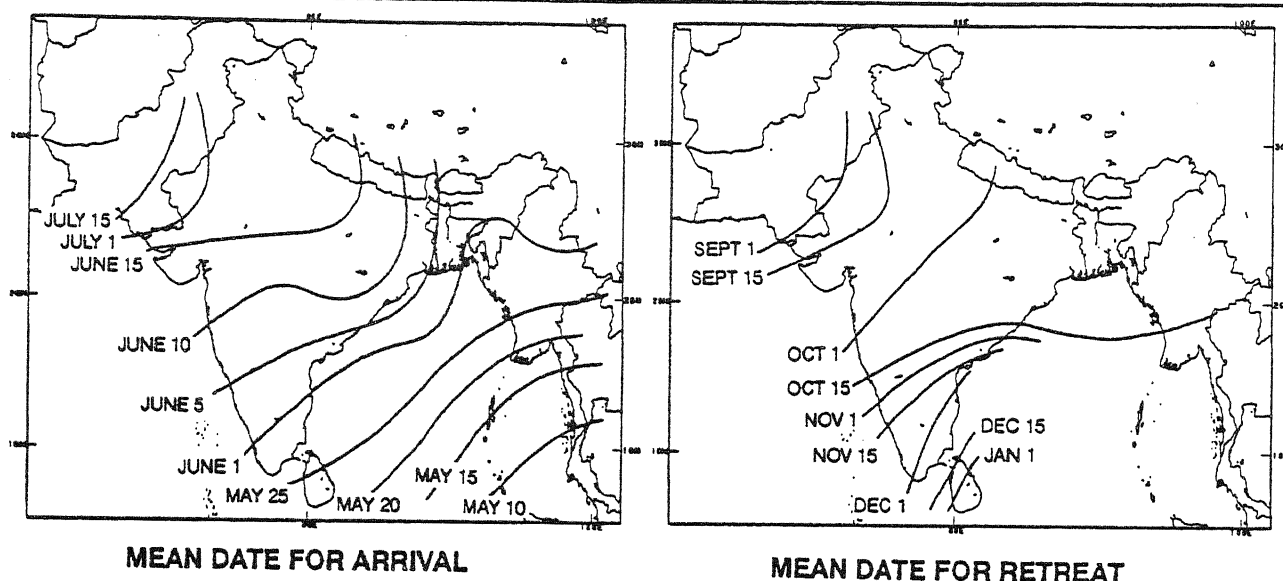 JULY 15
JULY 1
JUNE 15
JUNE 10
JUNE 5
JUNE 1
MAY 25
MAY 20
MAY 15
MAY 10
MEAN DATE FOR ARRIVAL
SEPT 1
SEPT 15
OCT 1
OCT 15
NOV 1
NOV 15
DEC 15
JAN 1
DEC 1
MEAN DATE FOR RETREAT